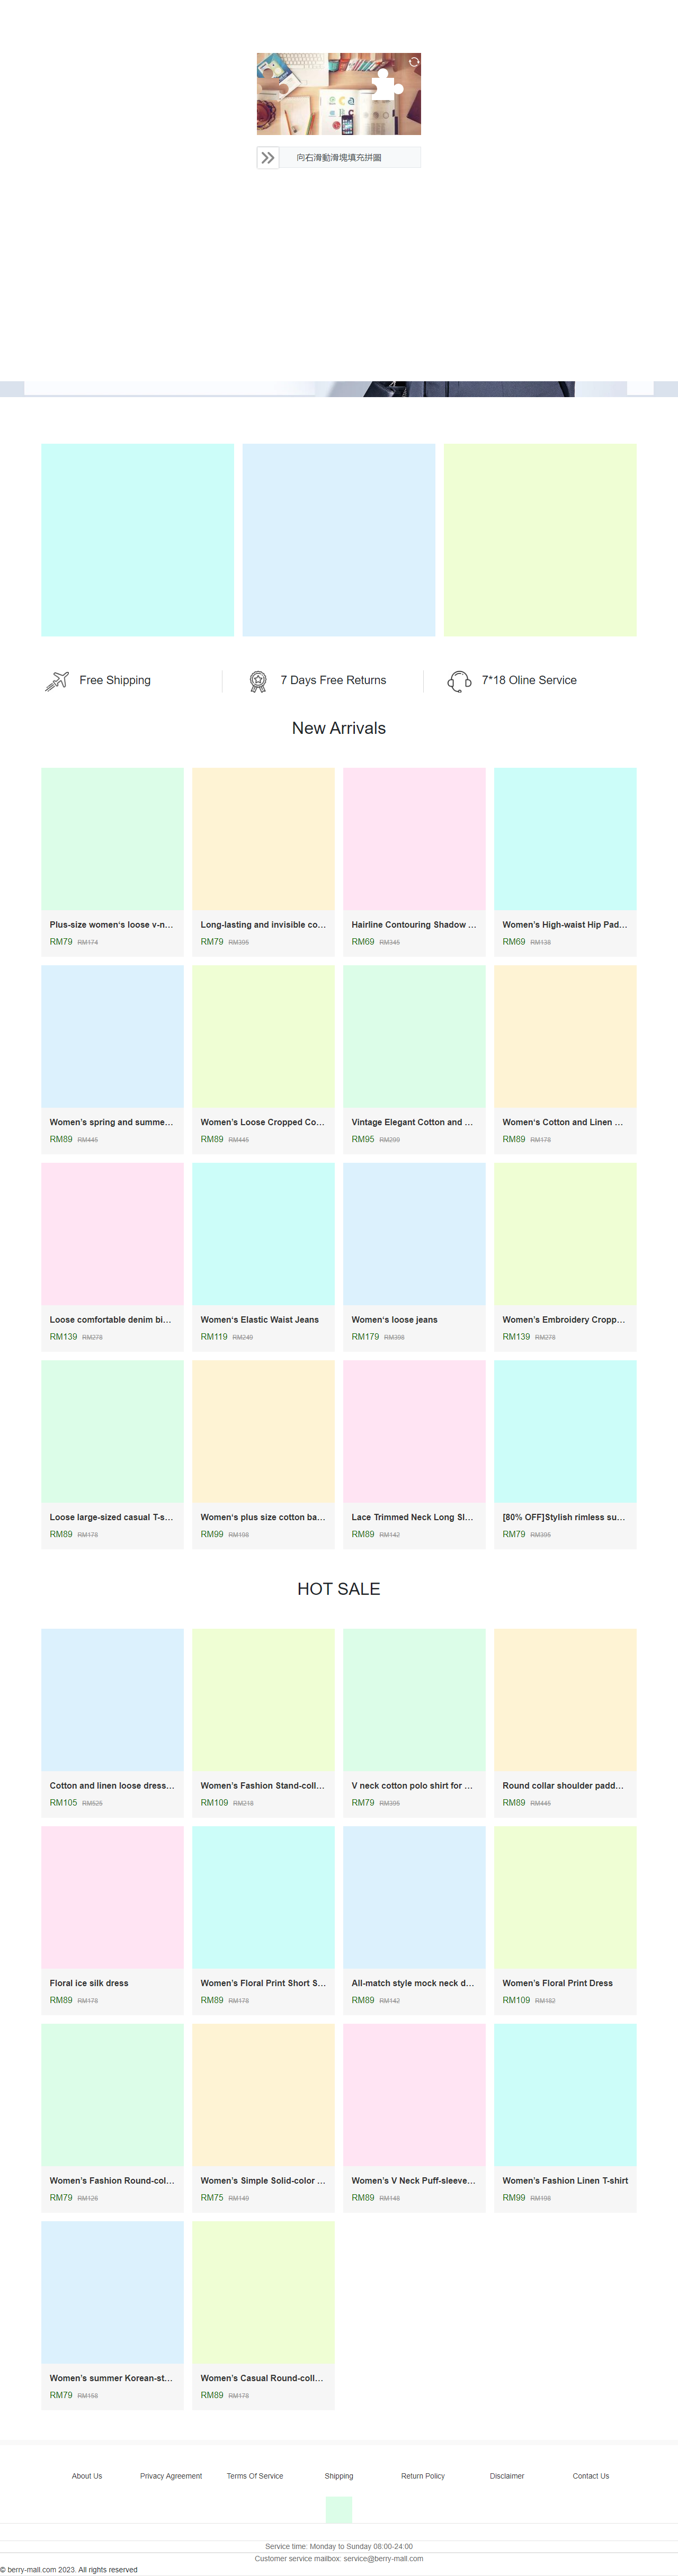 向右滑動滑塊填充拼圖
Free Shipping
7 Days Free Returns
7*18 Oline Service
New Arrivals
Plus-size women‘s loose v-n...
Long-lasting and invisible co...
Hairline Contouring Shadow ...
Women’s High-waist Hip Pad...
RM79 RM174
RM79 RM395
RM69 RM345
RM69 RM138
Women’s spring and summe...
Women’s Loose Cropped Co...
Vintage Elegant Cotton and ...
Women‘s Cotton and Linen ...
RM89 RM445
RM89 RM445
RM95 RM299
RM89 RM178
Loose comfortable denim bi...
Women‘s Elastic Waist Jeans
Women‘s loose jeans
Women’s Embroidery Cropp...
RM139 RM278
RM119 RM249
RM179 RM398
RM139 RM278
Loose large-sized casual T-s...
Women‘s plus size cotton ba...
Lace Trimmed Neck Long Sl...
[80% OFF]Stylish rimless su...
RM89 RM178
RM99 RM198
RM89 RM142
RM79 RM395
HOT SALE
Cotton and linen loose dress...
Women’s Fashion Stand-coll...
V neck cotton polo shirt for ...
Round collar shoulder padd...
RM105 RM525
RM109 RM218
RM79 RM395
RM89 RM445
Floral ice silk dress
Women’s Floral Print Short S...
All-match style mock neck d...
Women’s Floral Print Dress
RM89 RM178
RM89 RM178
RM89 RM142
RM109 RM182
Women’s Fashion Round-col...
Women’s Simple Solid-color ...
Women’s V Neck Puff-sleeve...
Women’s Fashion Linen T-shirt
RM79 RM126
RM75 RM149
RM89 RM148
RM99 RM198
Women’s summer Korean-st...
Women’s Casual Round-coll...
RM79 RM158
RM89 RM178
About Us
Privacy Agreement
Terms Of Service
Shipping
Return Policy
Disclaimer
Contact Us
Service time: Monday to Sunday 08:00-24:00
Customer service mailbox: service@berry-mall.com
© berry-mall.com 2023. All rights reserved